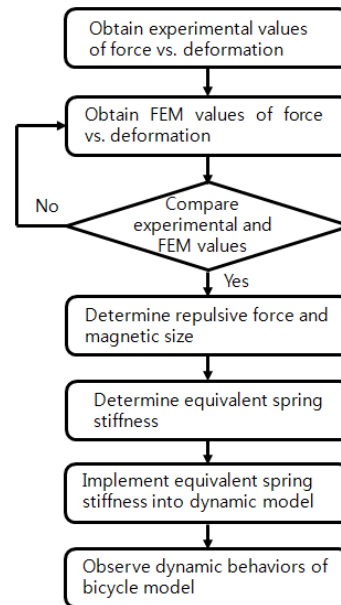 Obtain experimental values
of force vs. deformation
Obtain FEM values of force
vs. deformation
No
Compare
experimental and
FEM values
Yes
Determine repulsive force and
magnetic size
Determine equivalent spring
stiffness
Implement equivalent spring
stiffness into dynamic model
Observe dynamic behaviors of
bicycle model